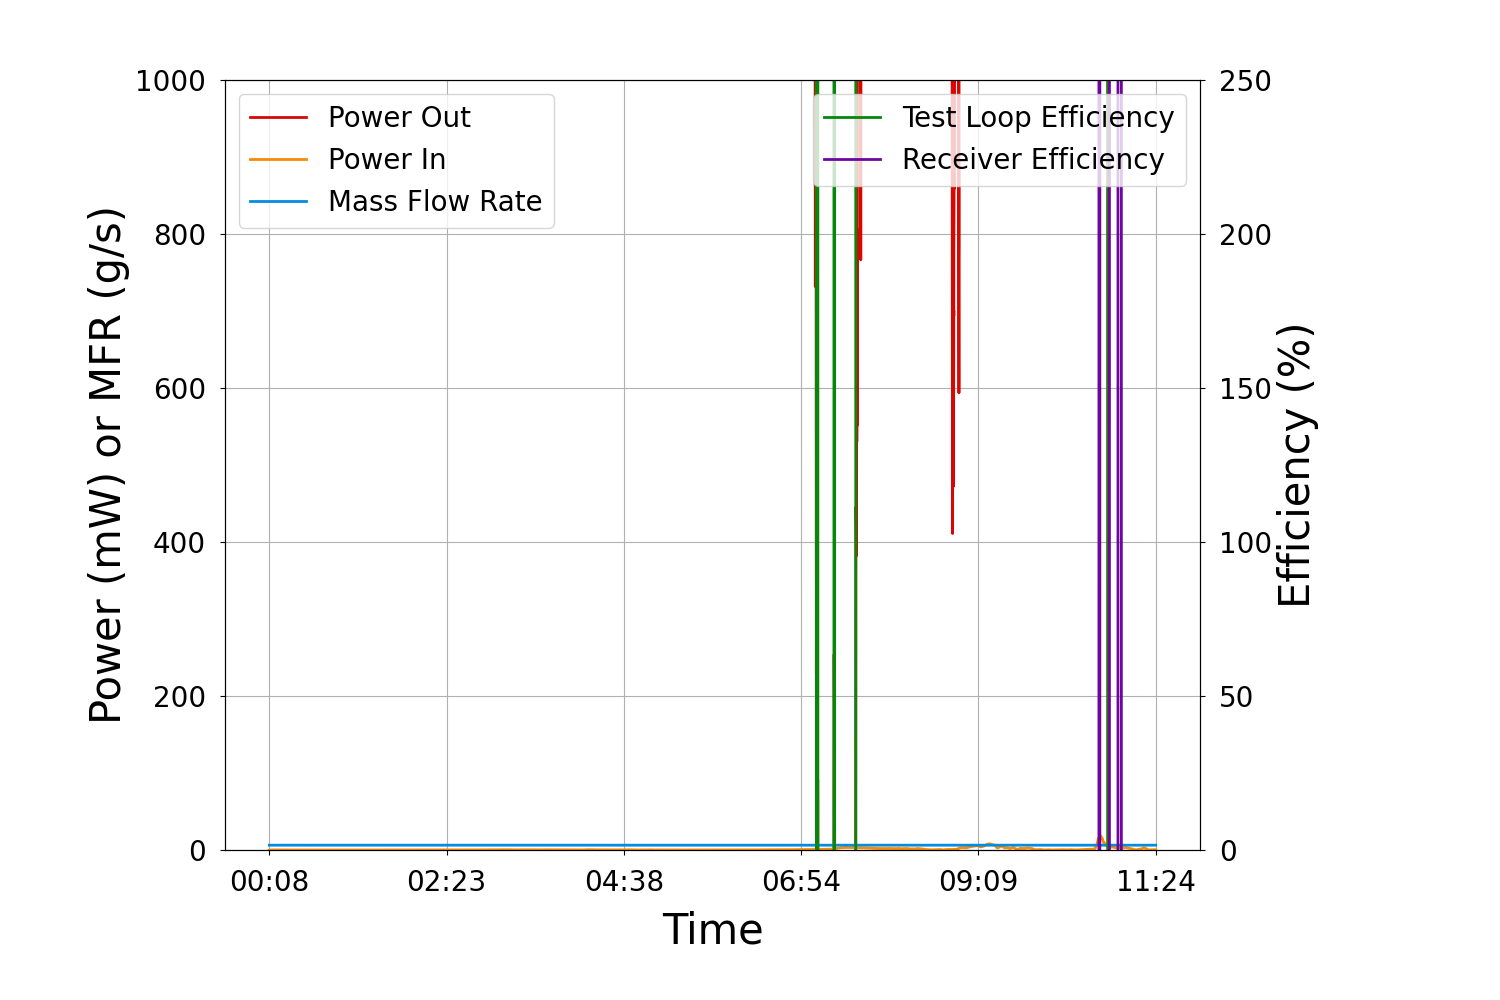 1000
800
600
400
200
0
Power (mW) or MFR (g/s)
Power Out
Power In
Mass Flow Rate
Test Loop Efficiency
Receiver Efficiency
250
200
150
100
50
0
Efficiency (%)
00:08 02:23 04:38 06:54 09:09 11:24
Time